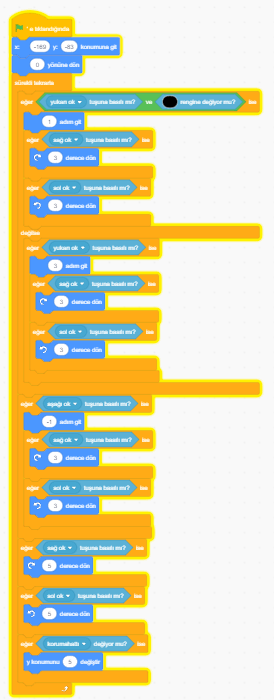 tıklandığında
x: -169 y: -83 konumuna git
0 yönüne dön
sürekli tekrarla
eğer yukarı ok tuşuna basılı mı? ve rengine değiyor mu? ise
1 adım git
eğer sağ ok tuşuna basılı mı? ise
3 derece dön
eğer sol ok tuşuna basılı mı? ise
3 derece dön
değilse
eğer yukarı ok tuşuna basılı mı? ise
3 adım git
eğer sağ ok tuşuna basılı mı? ise
3 derece dön
eğer sol ok tuşuna basılı mı? ise
3 derece dön
eğer aşağı ok tuşuna basılı mı? ise
-1 adım git
eğer sağ ok tuşuna basılı mı? ise
3 derece dön
eğer sol ok tuşuna basılı mı? ise
3 derece dön
eğer sağ ok tuşuna basılı mı? ise
5 derece dön
eğer sol ok tuşuna basılı mı? ise
5 derece dön
eğer değiyor mu? ise
y konumunu 5 değiştir